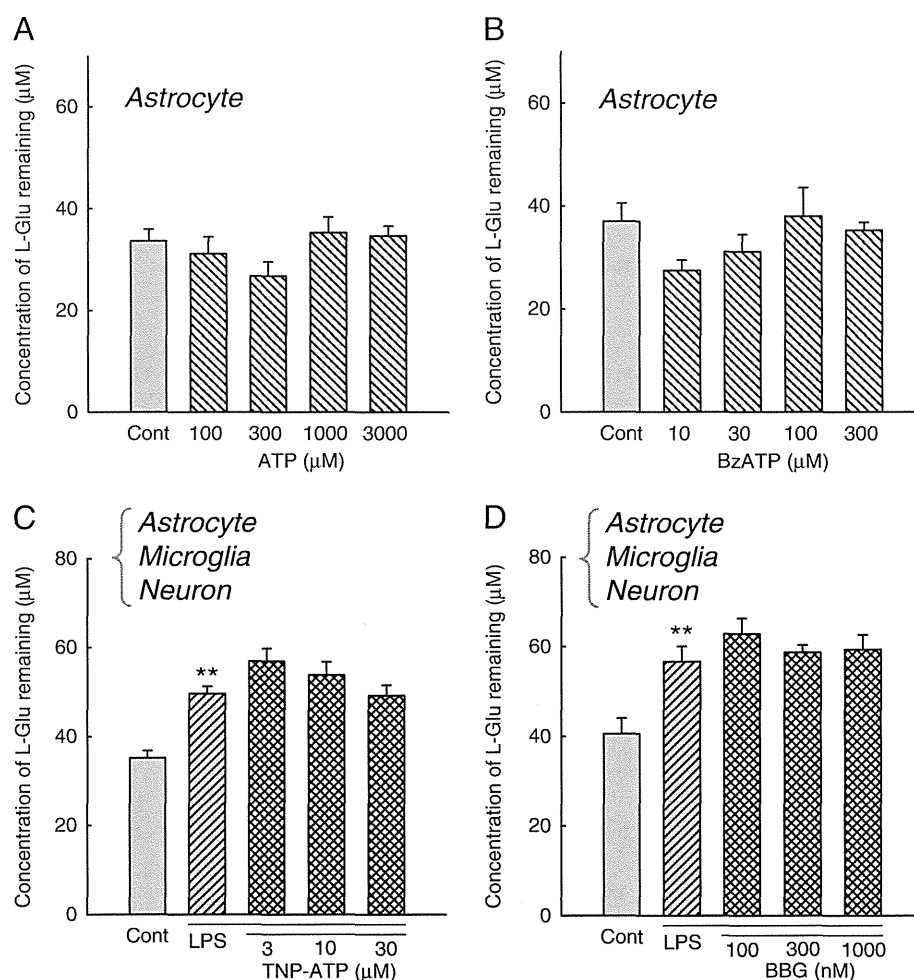 A
Concentration of L-Glu remaining (μM)
Astrocyte
60
40
20
0
Cont 100 300 1000 3000
ATP (μM)
B
Concentration of L-Glu remaining (μM)
Astrocyte
60
40
20
0
Cont 10 30 100 300
BzATP (μM)
C
Concentration of L-Glu remaining (μM)
Astrocyte
Microglia
Neuron
80
60
40
20
0
**
Cont LPS 3 10 30
TNP-ATP (μM)
D
Concentration of L-Glu remaining (μM)
Astrocyte
Microglia
Neuron
80
60
40
20
0
**
Cont LPS 100 300 1000
BBG (nM)